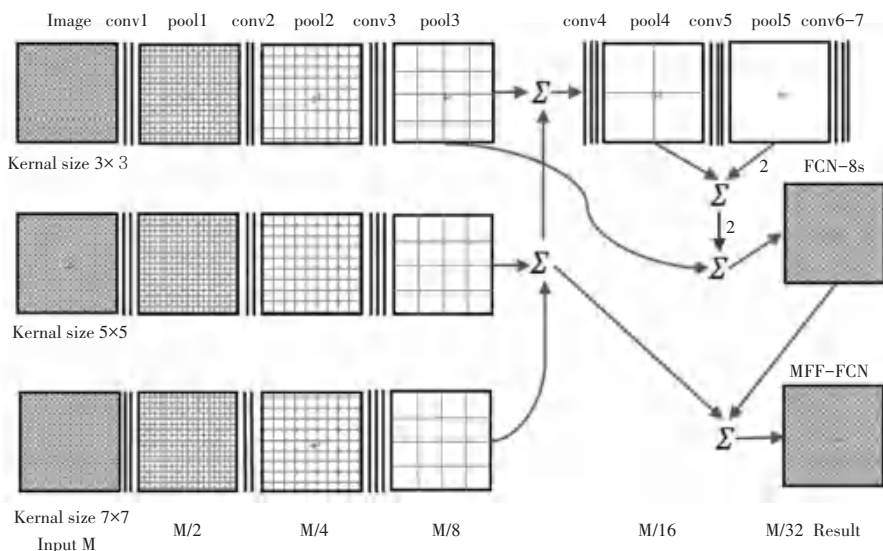 Image conv1 pool1 conv2 pool2 conv3 pool3 conv4 pool4 conv5 pool5 conv6-7
Σ
Kernal size 3×3
2
FCN-8s
Σ
2
Σ
Σ
Kernal size 5×5
MFF-FCN
Σ
Kernal size 7×7
Input M M/2 M/4 M/8 M/16 M/32 Result